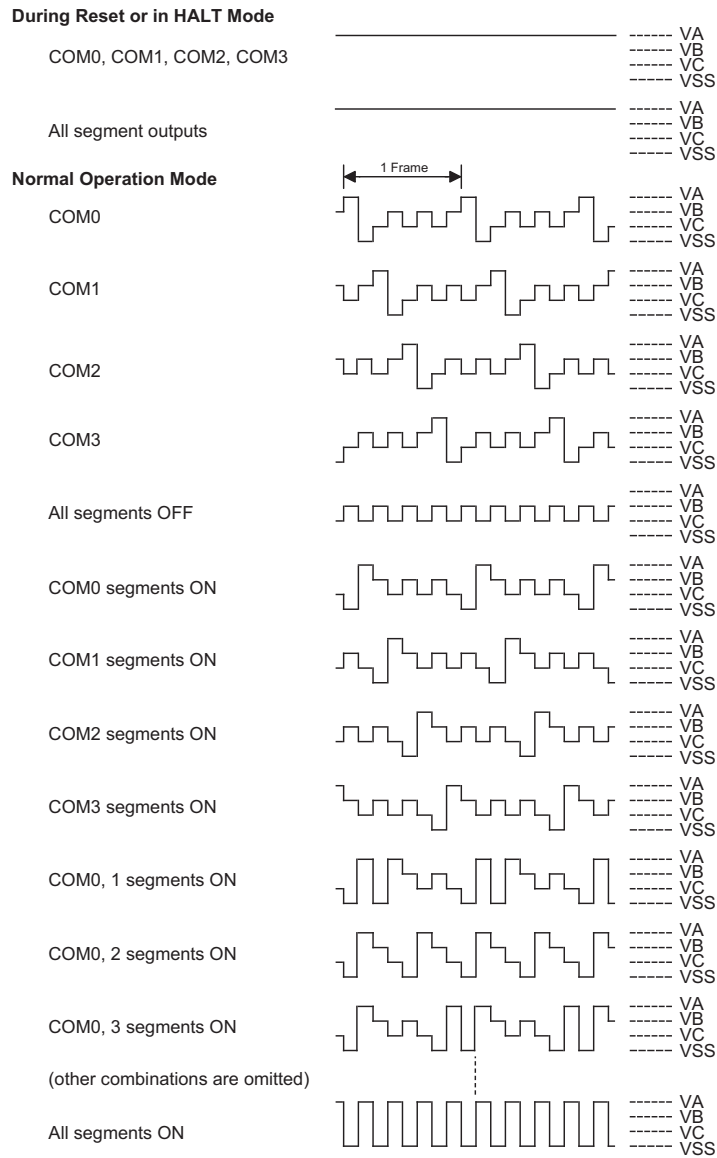 During Reset or in HALT Mode
COM0, COM1, COM2, COM3
VA
VB
VC
VSS
All segment outputs
VA
VB
VC
VSS
Normal Operation Mode
1 Frame
COM0
VA
VB
VC
VSS
COM1
VA
VB
VC
VSS
COM2
VA
VB
VC
VSS
COM3
VA
VB
VC
VSS
All segments OFF
VA
VB
VC
VSS
COM0 segments ON
VA
VB
VC
VSS
COM1 segments ON
VA
VB
VC
VSS
COM2 segments ON
VA
VB
VC
VSS
COM3 segments ON
VA
VB
VC
VSS
COM0, 1 segments ON
VA
VB
VC
VSS
COM0, 2 segments ON
VA
VB
VC
VSS
COM0, 3 segments ON
VA
VB
VC
VSS
(other combinations are omitted)
All segments ON
VA
VB
VC
VSS